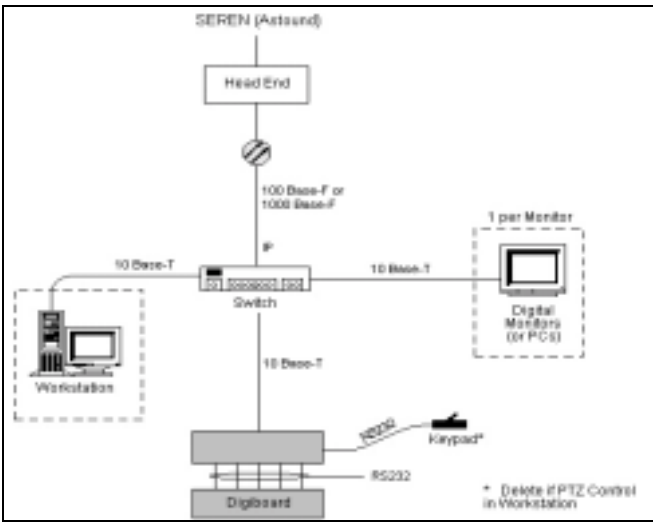 SEREN (Astound)
Head End
100 Base-F or
1000 Base-F
IP
1 per Monitor
10 Base-T
10 Base-T
Switch
Digital
Monitors
(or PCs)
Workstation
10 Base-T
RS232
Keypad*
RS232
Digiboard
* Delete if PTZ Control
in Workstation